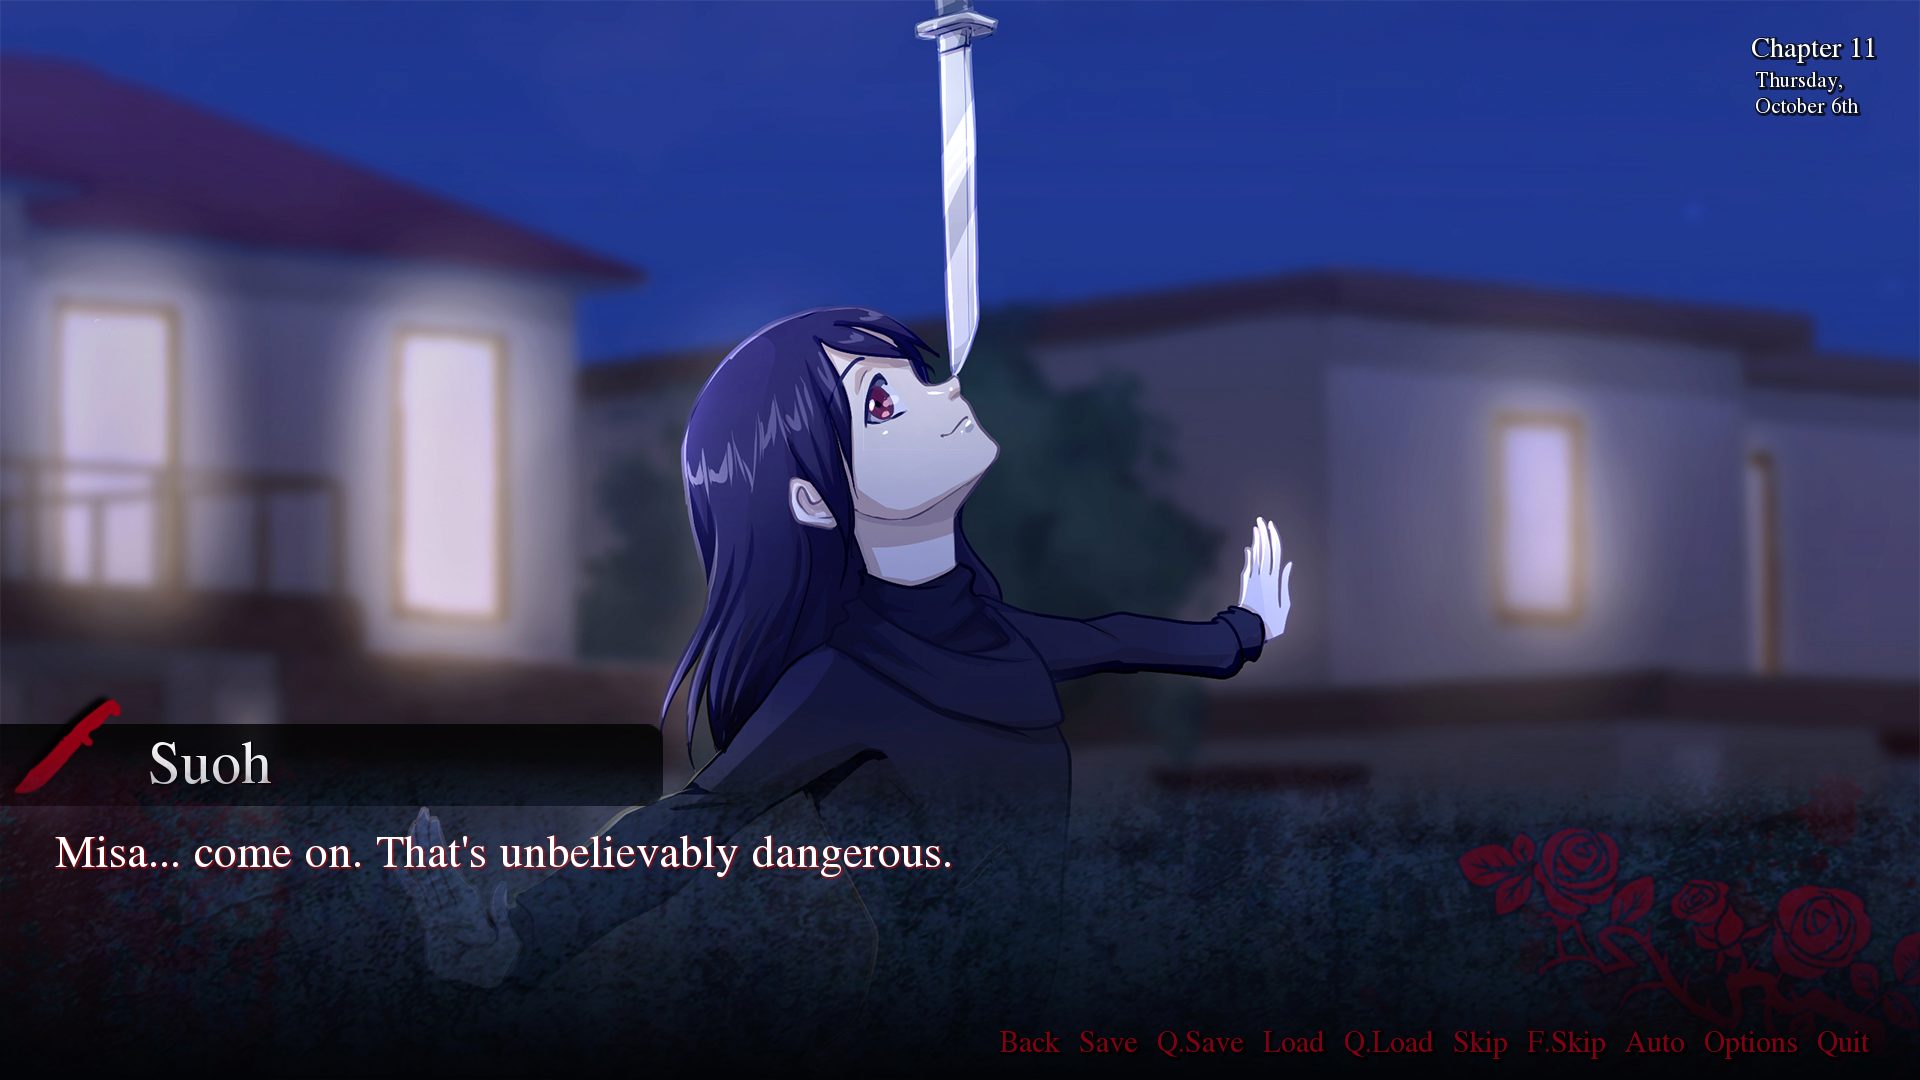 Chapter 11
Thursday,
October 6th
Suoh
Misa... come on. That's unbelievably dangerous.
Back Save Q.Save Load Q.Load Skip F.Skip Auto Options Quit